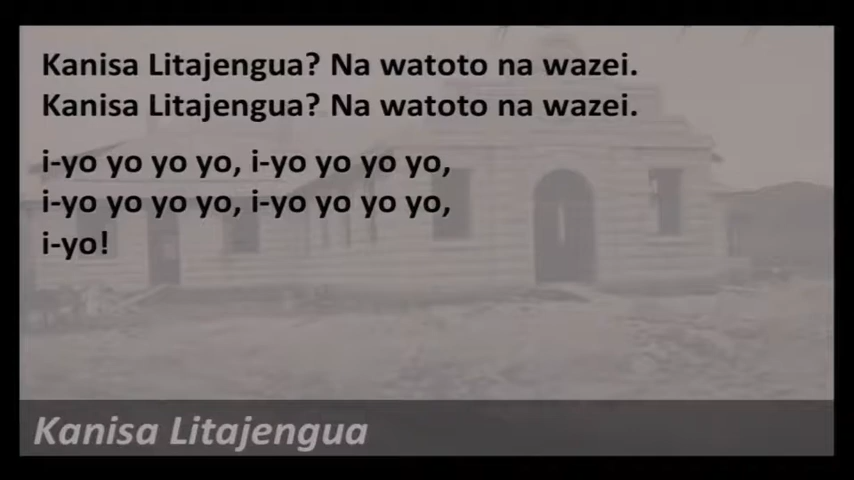 Kanisa Litajengua? Na watoto na wazei.
Kanisa Litajengua? Na watoto na wazei.
i-yo yo yo yo, i-yo yo yo yo,
i-yo yo yo yo, i-yo yo yo yo,
i-yo!
Kanisa Litajengua